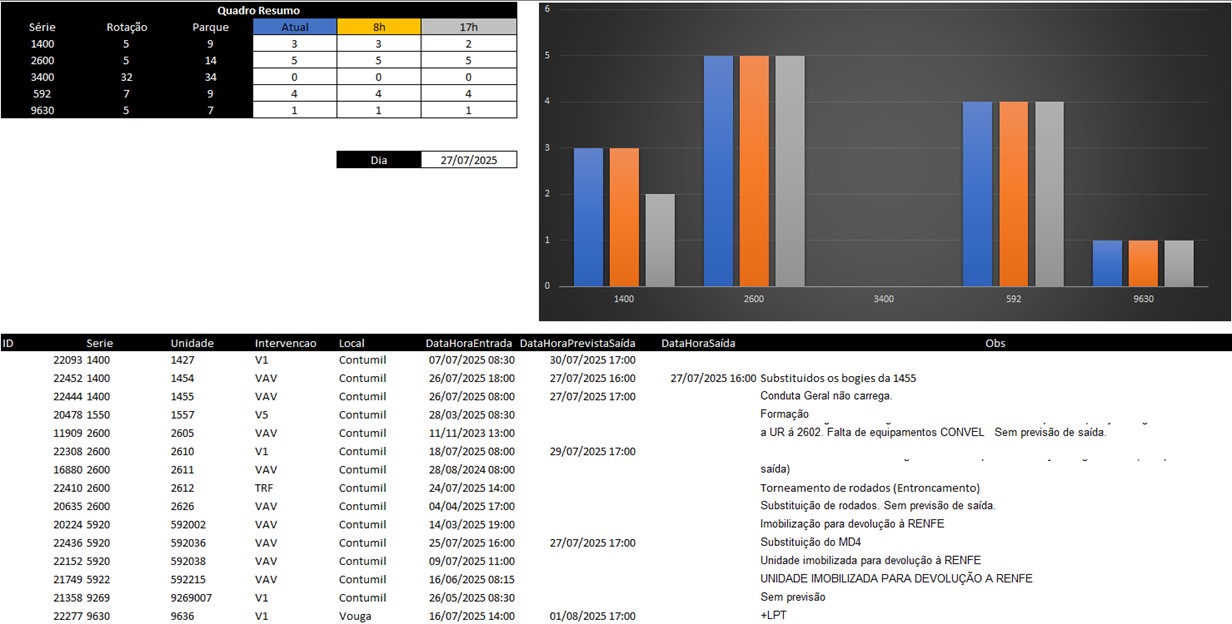 Quadro Resumo
Série Rotação Parque Atual 8h 17h
1400 5 9 3 3 2
2600 5 14 5 5 5
3400 32 34 0 0 0
592 7 9 4 4 4
9630 5 7 1 1 1
Dia 27/07/2025
6
5
4
3
2
1
0
1400 2600 3400 592 9630
ID Serie Unidade Intervencao Local DataHoraEntrada DataHoraPrevistaSaída DataHoraSaída Obs
22093 1400 1427 V1 Contumil 07/07/2025 08:30 30/07/2025 17:00
22452 1400 1454 VAV Contumil 26/07/2025 18:00 27/07/2025 16:00 27/07/2025 16:00 Substituidos os bogies da 1455
22444 1400 1455 VAV Contumil 26/07/2025 08:00 27/07/2025 17:00 Conduta Geral não carrega.
20478 1550 1557 V5 Contumil 28/03/2025 08:30 Formação
11909 2600 2605 VAV Contumil 11/11/2023 13:00 a UR á 2602. Falta de equipamentos CONVEL Sem previsão de saída.
22308 2600 2610 V1 Contumil 18/07/2025 08:00 29/07/2025 17:00
16880 2600 2611 VAV Contumil 28/08/2024 08:00 saída)
22410 2600 2612 TRF Contumil 24/07/2025 14:00 Torneamento de rodados (Entroncamento)
20635 2600 2626 VAV Contumil 04/04/2025 17:00 Substituição de rodados. Sem previsão de saída.
20224 5920 592002 VAV Contumil 14/03/2025 19:00 Imobilização para devolução à RENFE
22436 5920 592036 VAV Contumil 25/07/2025 16:00 27/07/2025 17:00 Substituição do MD4
22152 5920 592038 VAV Contumil 09/07/2025 11:00 Unidade imobilizada para devolução à RENFE
21749 5922 592215 VAV Contumil 16/06/2025 08:15 UNIDADE IMOBILIZADA PARA DEVOLUÇÃO A RENFE
21358 9269 9269007 V1 Contumil 26/05/2025 08:30 Sem previsão
22277 9630 9636 V1 Vouga 16/07/2025 14:00 01/08/2025 17:00 +LPT